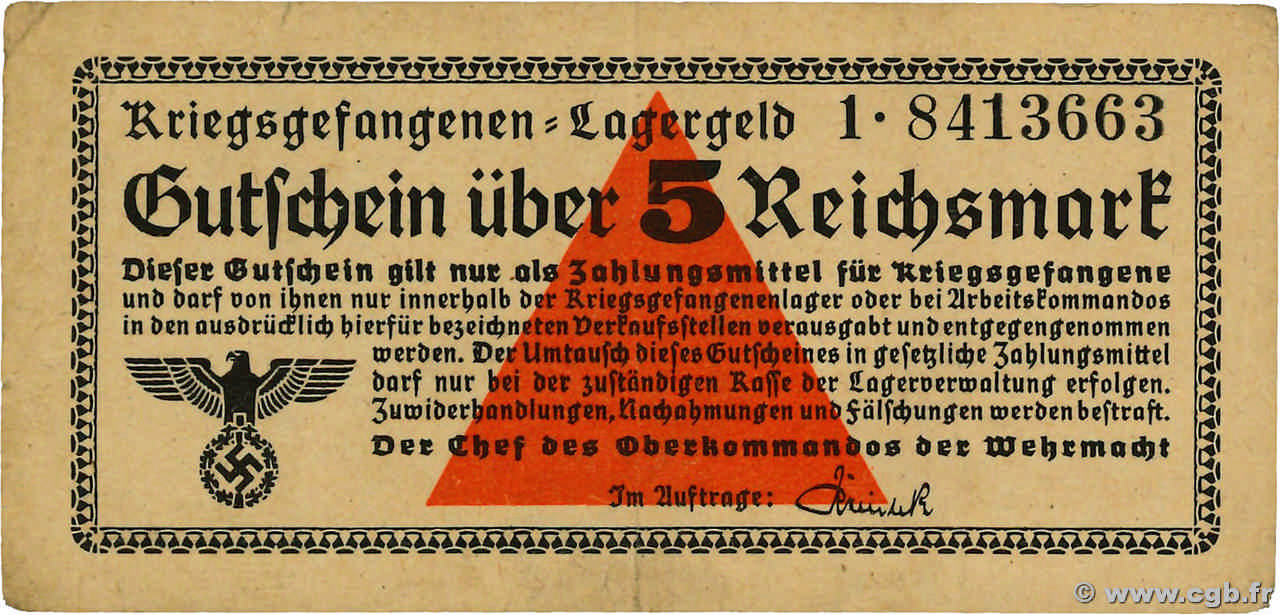 Kriegsgefangenen-Lagergeld 1·8413663
Gutschein über 5 Reichsmark
Dieser Gutschein gilt nur als Zahlungsmittel für Kriegsgefangene
und darf von ihnen nur innerhalb der Kriegsgefangenenlager oder bei Arbeitskommandos
in den ausdrücklich hierfür bezeichneten Verkaufsstellen verausgabt und entgegengenommen
werden. Der Umtausch dieses Gutscheines in gesetzliche Zahlungsmittel
darf nur bei der zuständigen Kasse der Lagerverwaltung erfolgen.
Zuwiderhandlungen, Nachahmungen und Fälschungen werden bestraft.
Der Chef des Oberkommandos der Wehrmacht
Im Auftrage:
© www.cgb.fr